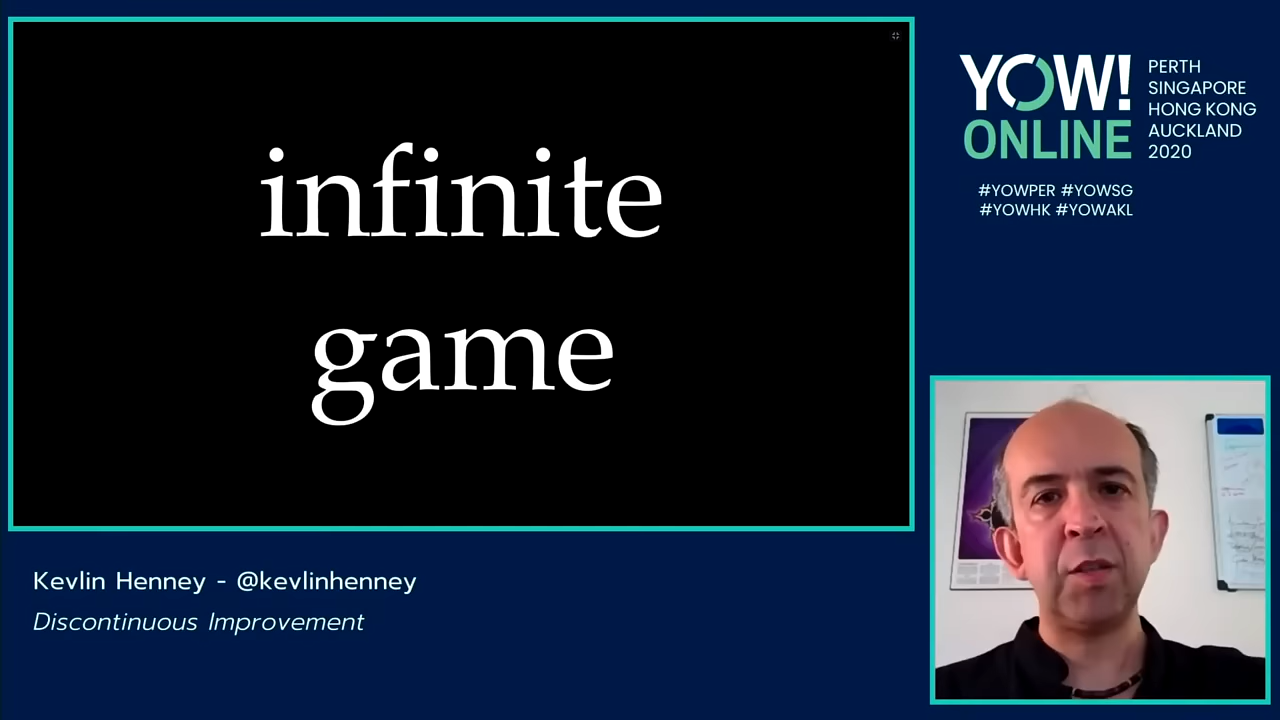 infinite
game
YOW!
ONLINE
PERTH
SINGAPORE
HONG KONG
AUCKLAND
2020
#YOWPER #YOWSG
#YOWHK #YOWAKL
Kevlin Henney - @kevlinhenney
Discontinuous Improvement